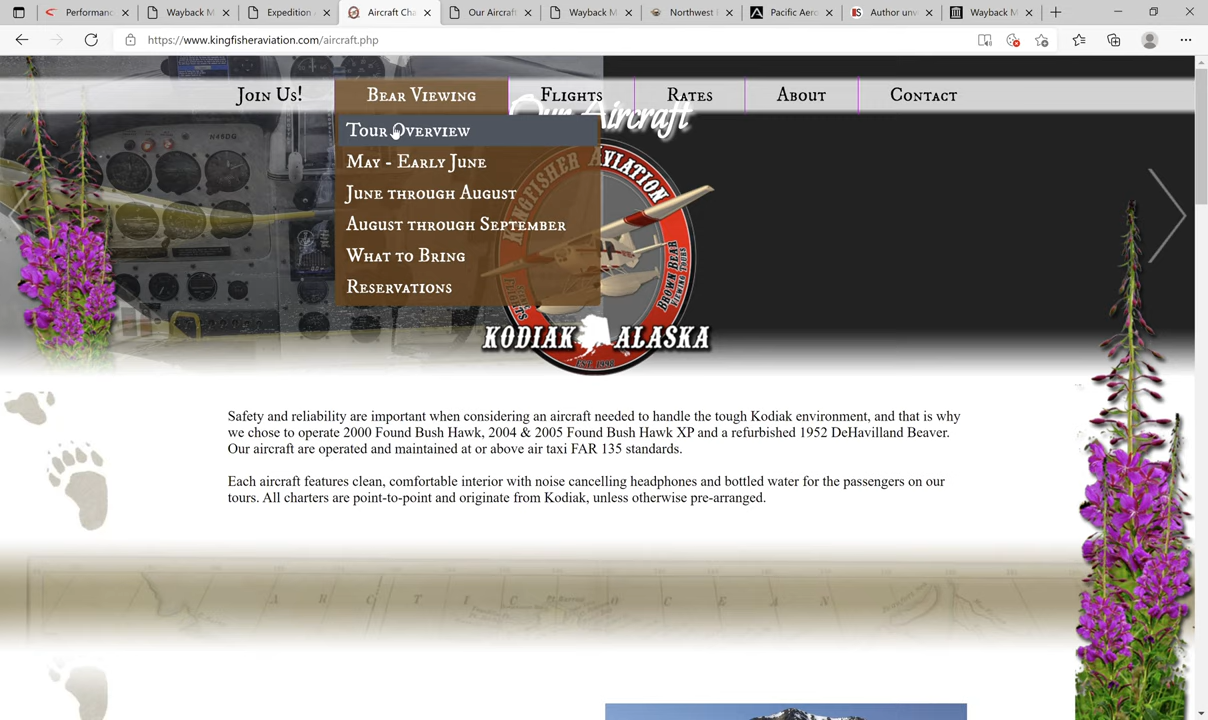 Performanc
Wayback M
Expedition A
Aircraft Cha
Our Aircraft
Wayback M
Northwest F
Pacific Aero
Author unv
Wayback M
https://www.kingfisheraviation.com/aircraft.php
Join Us!
Bear Viewing
Flights
Rates
About
Contact
Our Aircraft
Tour Overview
May - Early June
June through August
August through September
What to Bring
Reservations
N46DG
KINGFISHER AVIATION
BROWN BEAR
VIEWING TOURS
KODIAK ALASKA
Safety and reliability are important when considering an aircraft needed to handle the tough Kodiak environment, and that is why
we chose to operate 2000 Found Bush Hawk, 2004 & 2005 Found Bush Hawk XP and a refurbished 1952 DeHavilland Beaver.
Our aircraft are operated and maintained at or above air taxi FAR 135 standards.
Each aircraft features clean, comfortable interior with noise cancelling headphones and bottled water for the passengers on our
tours. All charters are point-to-point and originate from Kodiak, unless otherwise pre-arranged.
A R C T I C O C E A N